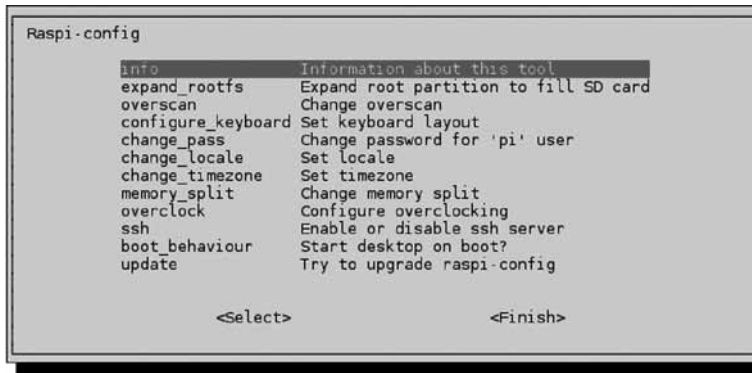 Raspi-config
info Information about this tool
expand_rootfs Expand root partition to fill SD card
overscan Change overscan
configure_keyboard Set keyboard layout
change_pass Change password for 'pi' user
change_locale Set locale
change_timezone Set timezone
memory_split Change memory split
overclock Configure overclocking
ssh Enable or disable ssh server
boot_behaviour Start desktop on boot?
update Try to upgrade raspi-config
<Select> <Finish>